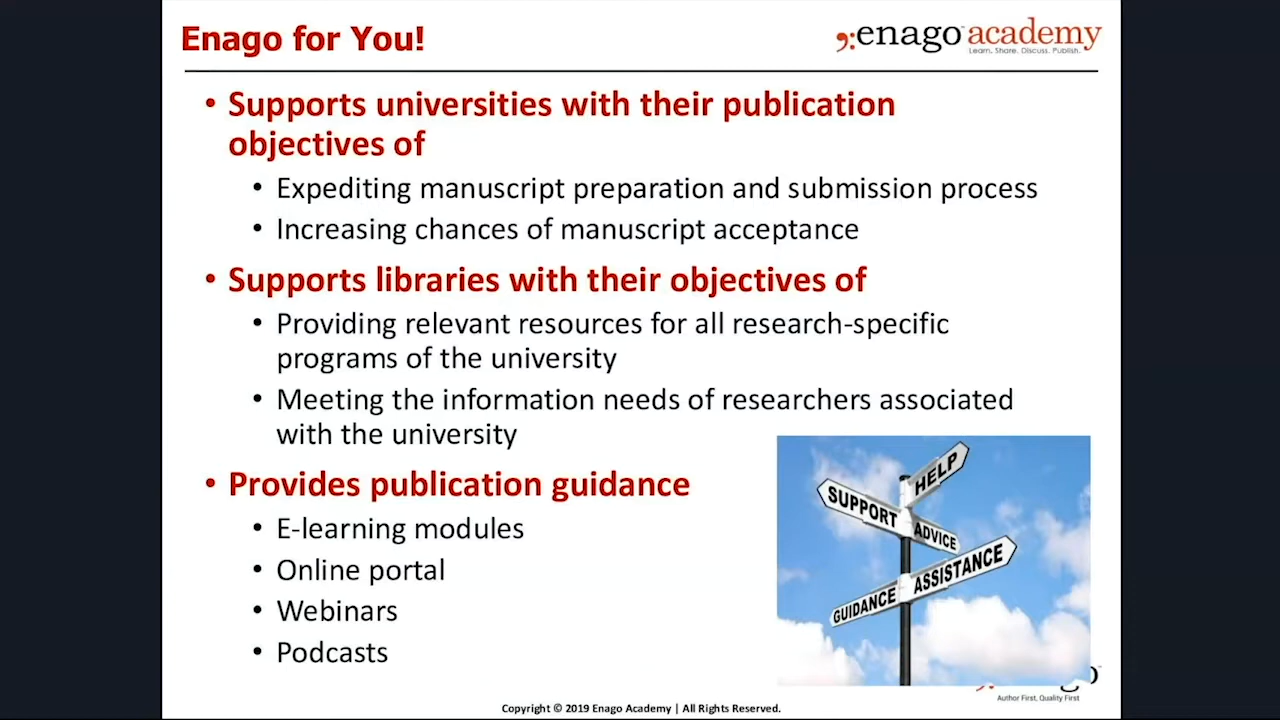 Enago for You!
enago academy
Learn. Share. Discuss. Publish.
• Supports universities with their publication
objectives of
• Expediting manuscript preparation and submission process
• Increasing chances of manuscript acceptance
• Supports libraries with their objectives of
• Providing relevant resources for all research-specific
programs of the university
• Meeting the information needs of researchers associated
with the university
• Provides publication guidance
• E-learning modules
• Online portal
• Webinars
• Podcasts
HELP
SUPPORT
ADVICE
ASSISTANCE
GUIDANCE
Author First, Quality First
Copyright © 2019 Enago Academy | All Rights Reserved.